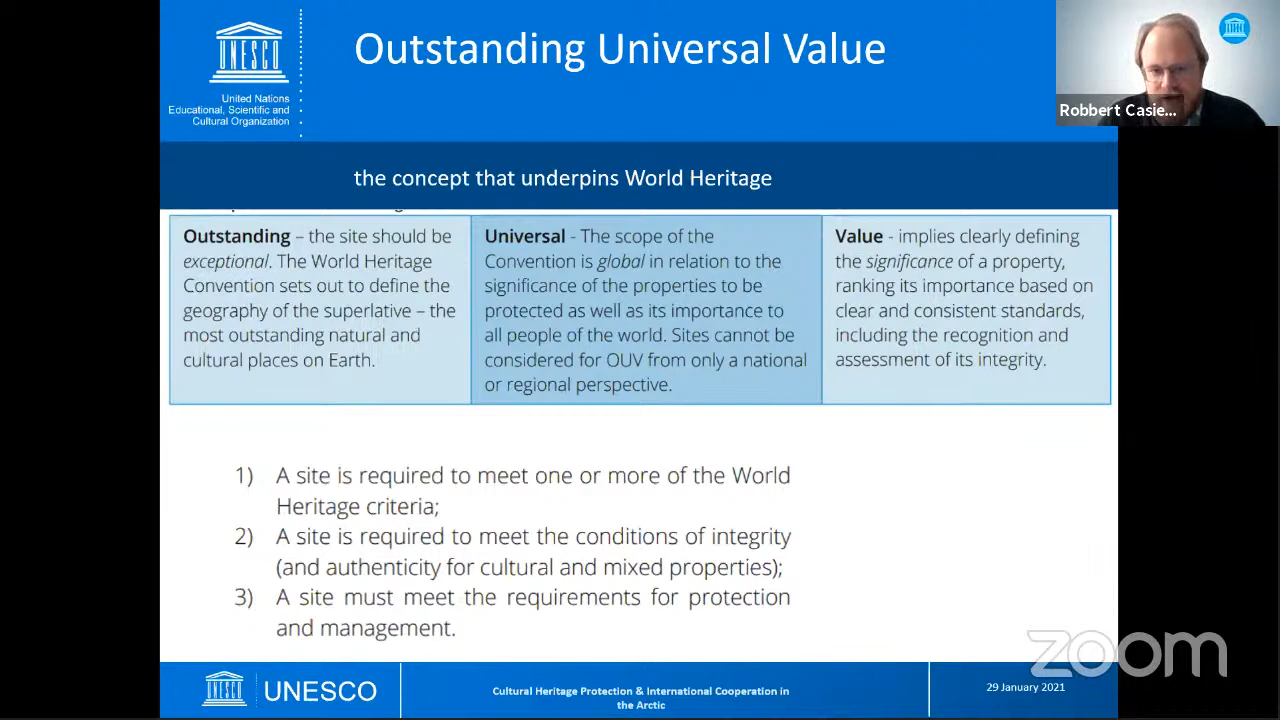 UNESCO
United Nations
Educational, Scientific and
Cultural Organization
Outstanding Universal Value
Robbert Casie...
the concept that underpins World Heritage
Outstanding – the site should be
exceptional. The World Heritage
Convention sets out to define the
geography of the superlative – the
most outstanding natural and
cultural places on Earth.
Universal - The scope of the
Convention is global in relation to the
significance of the properties to be
protected as well as its importance to
all people of the world. Sites cannot be
considered for OUV from only a national
or regional perspective.
Value - implies clearly defining
the significance of a property,
ranking its importance based on
clear and consistent standards,
including the recognition and
assessment of its integrity.
1) A site is required to meet one or more of the World
Heritage criteria;
2) A site is required to meet the conditions of integrity
(and authenticity for cultural and mixed properties);
3) A site must meet the requirements for protection
and management.
zoom
UNESCO
Cultural Heritage Protection & International Cooperation in
the Arctic
29 January 2021